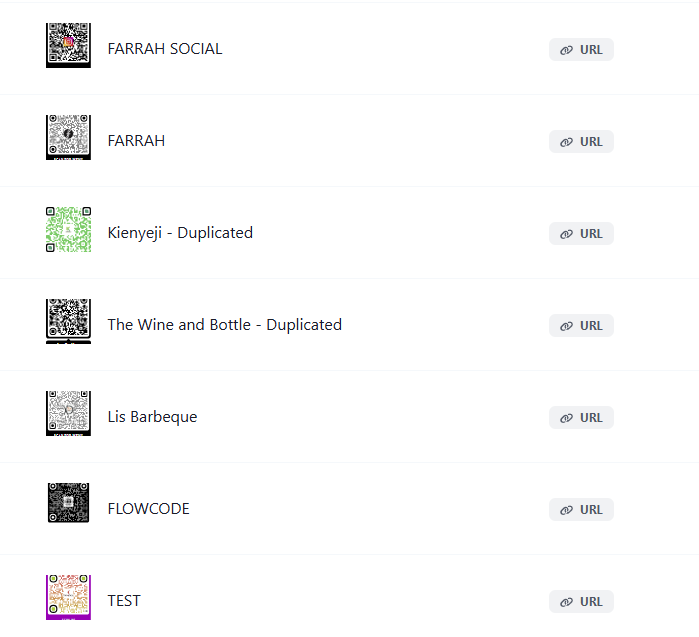 FARRAH SOCIAL
URL
FARRAH
URL
Kienyeji - Duplicated
URL
The Wine and Bottle - Duplicated
URL
Lis Barbeque
URL
FLOWCODE
URL
TEST
URL